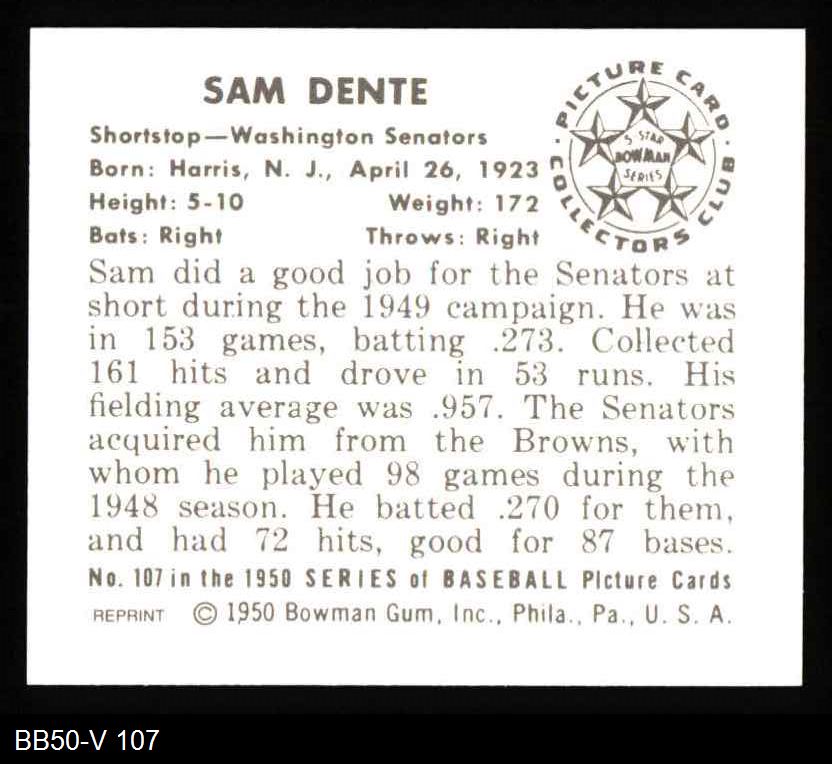 SAM DENTE
Shortstop—Washington Senators
Born: Harris, N. J., April 26, 1923
Height: 5-10 Weight: 172
Bats: Right Throws: Right
PICTURE CARD
COLLECTORS CLUB
5 STAR
BOWMAN
SERIES
Sam did a good job for the Senators at
short during the 1949 campaign. He was
in 153 games, batting .273. Collected
161 hits and drove in 53 runs. His
fielding average was .957. The Senators
acquired him from the Browns, with
whom he played 98 games during the
1948 season. He batted .270 for them,
and had 72 hits, good for 87 bases.
No. 107 in the 1950 SERIES of BASEBALL Picture Cards
REPRINT © 1950 Bowman Gum, Inc., Phila., Pa., U. S. A.
BB50-V 107